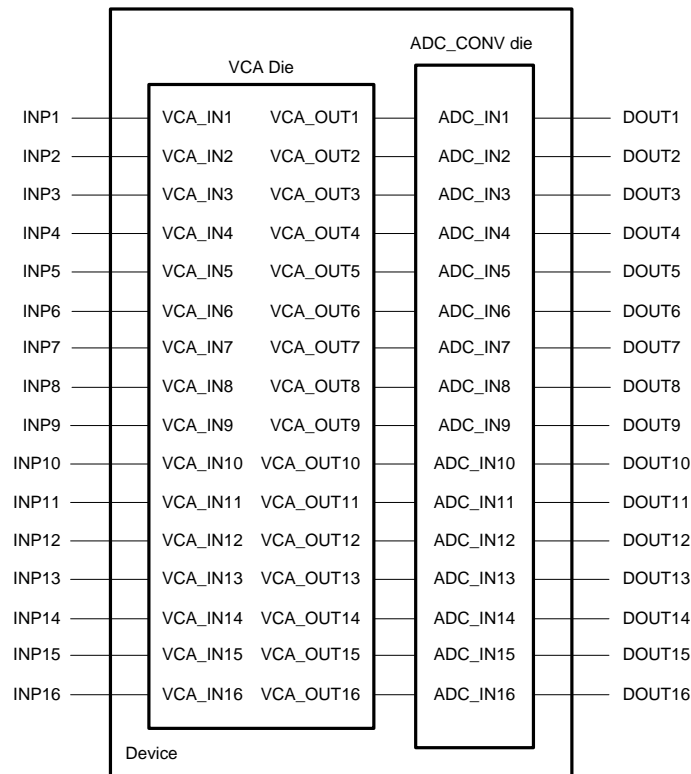 ADC_CONV die
VCA Die
INP1 VCA_IN1 VCA_OUT1 ADC_IN1 DOUT1
INP2 VCA_IN2 VCA_OUT2 ADC_IN2 DOUT2
INP3 VCA_IN3 VCA_OUT3 ADC_IN3 DOUT3
INP4 VCA_IN4 VCA_OUT4 ADC_IN4 DOUT4
INP5 VCA_IN5 VCA_OUT5 ADC_IN5 DOUT5
INP6 VCA_IN6 VCA_OUT6 ADC_IN6 DOUT6
INP7 VCA_IN7 VCA_OUT7 ADC_IN7 DOUT7
INP8 VCA_IN8 VCA_OUT8 ADC_IN8 DOUT8
INP9 VCA_IN9 VCA_OUT9 ADC_IN9 DOUT9
INP10 VCA_IN10 VCA_OUT10 ADC_IN10 DOUT10
INP11 VCA_IN11 VCA_OUT11 ADC_IN11 DOUT11
INP12 VCA_IN12 VCA_OUT12 ADC_IN12 DOUT12
INP13 VCA_IN13 VCA_OUT13 ADC_IN13 DOUT13
INP14 VCA_IN14 VCA_OUT14 ADC_IN14 DOUT14
INP15 VCA_IN15 VCA_OUT15 ADC_IN15 DOUT15
INP16 VCA_IN16 VCA_OUT16 ADC_IN16 DOUT16
Device